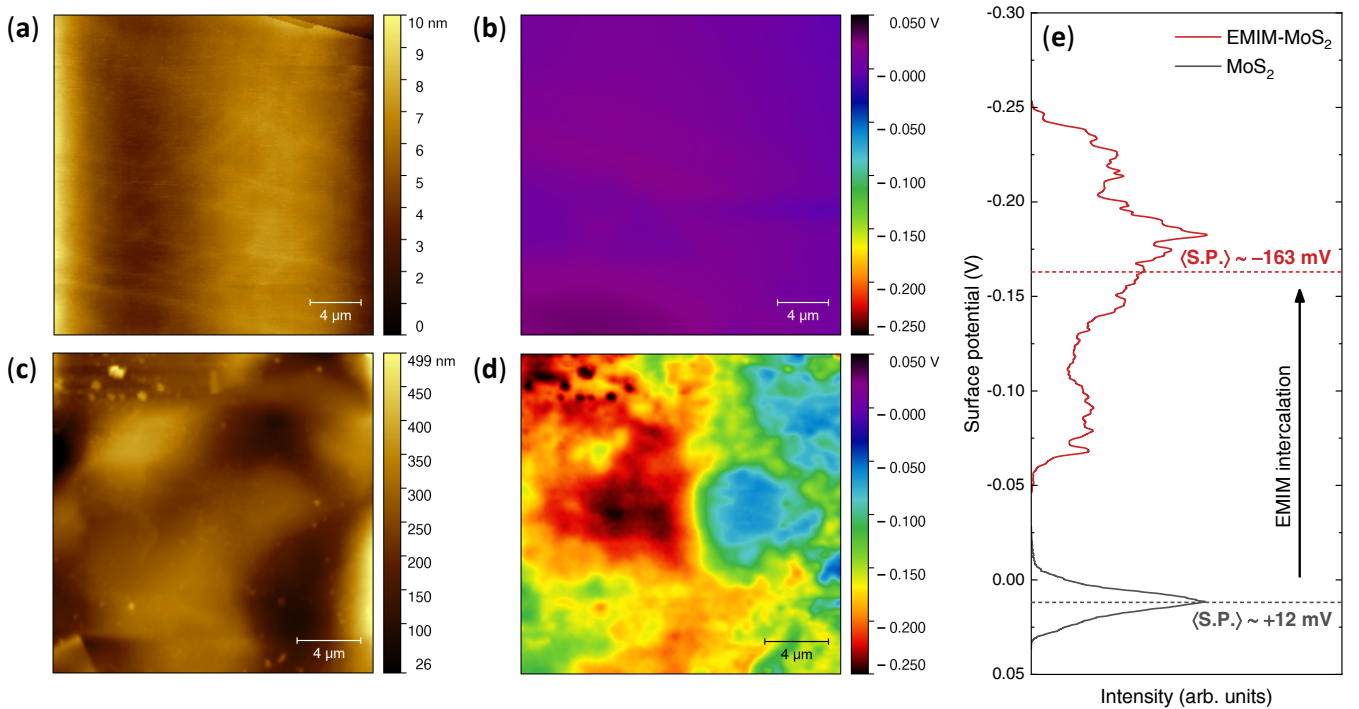 (a)
10 nm
9
8
7
6
5
4
3
2
1
0
4 μm
(b)
0.050 V
−0.000
−0.050
−0.100
−0.150
−0.200
−0.250
4 μm
(c)
499 nm
450
400
350
300
250
200
150
100
26
4 μm
(d)
0.050 V
−0.000
−0.050
−0.100
−0.150
−0.200
−0.250
4 μm
(e)
EMIM-MoS₂
MoS₂
-0.30
-0.25
-0.20
-0.15
-0.10
-0.05
0.00
0.05
Surface potential (V)
⟨S.P.⟩ ~ −163 mV
EMIM intercalation
⟨S.P.⟩ ~ +12 mV
Intensity (arb. units)